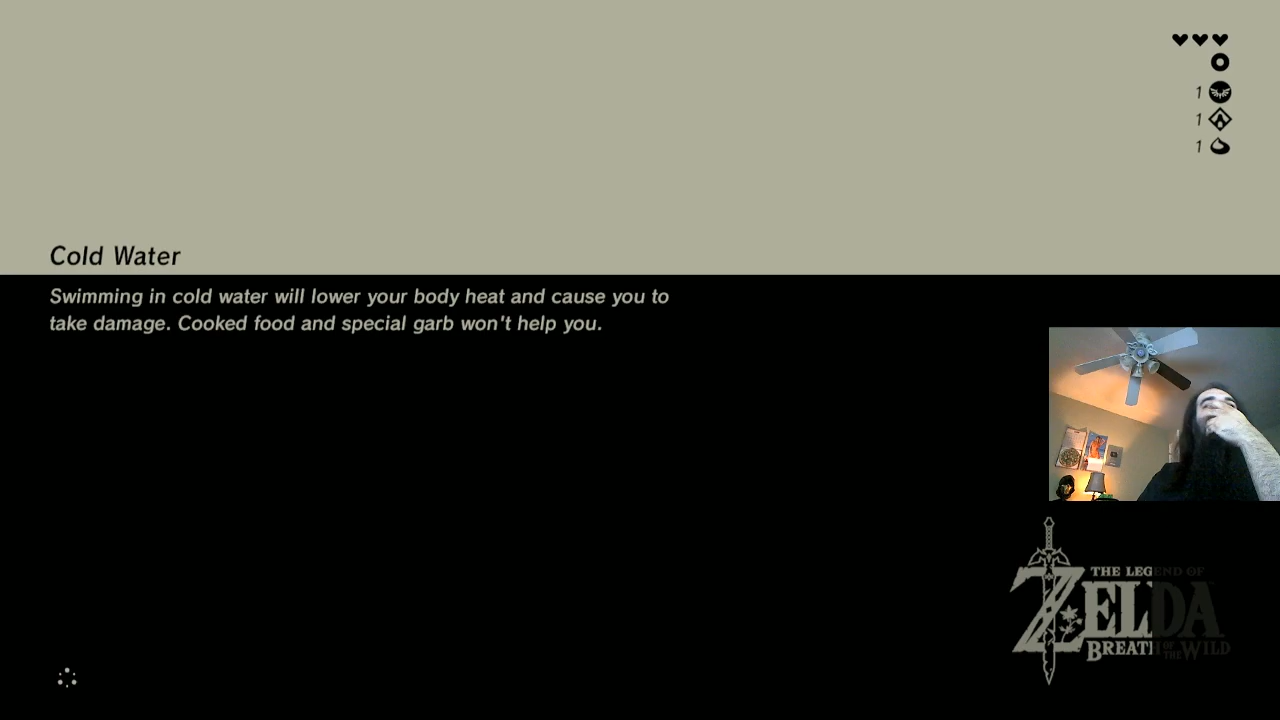 1
1
1
Cold Water
Swimming in cold water will lower your body heat and cause you to
take damage. Cooked food and special garb won't help you.
THE LEGEND OF
ZELDA
BREATH OF THE WILD